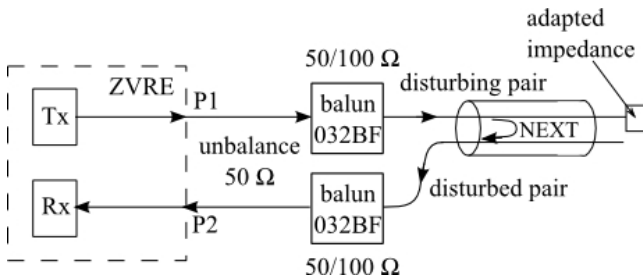 adapted
impedance
50/100 Ω
disturbing pair
ZVRE
P1
Tx
balun
032BF
NEXT
unbalance
50 Ω
Rx
P2
balun
032BF
disturbed pair
50/100 Ω